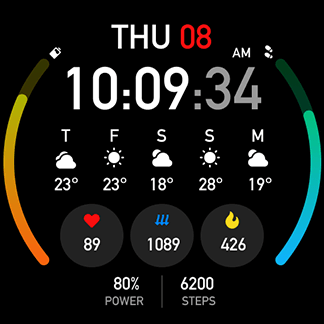 THU 08
AM
10:09:34
T F S S M
23° 23° 18° 28° 19°
89 1089 426
80% 6200
POWER STEPS